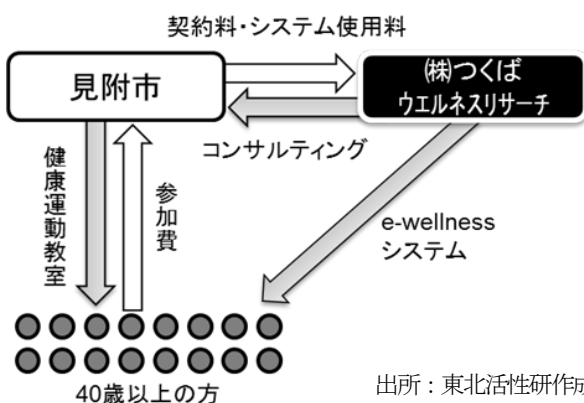 契約料・システム使用料
見附市
㈱つくば
ウエルネスリサーチ
コンサルティング
健康運動教室
参加費
e-wellness
システム
40歳以上の方
出所：東北活性研作成